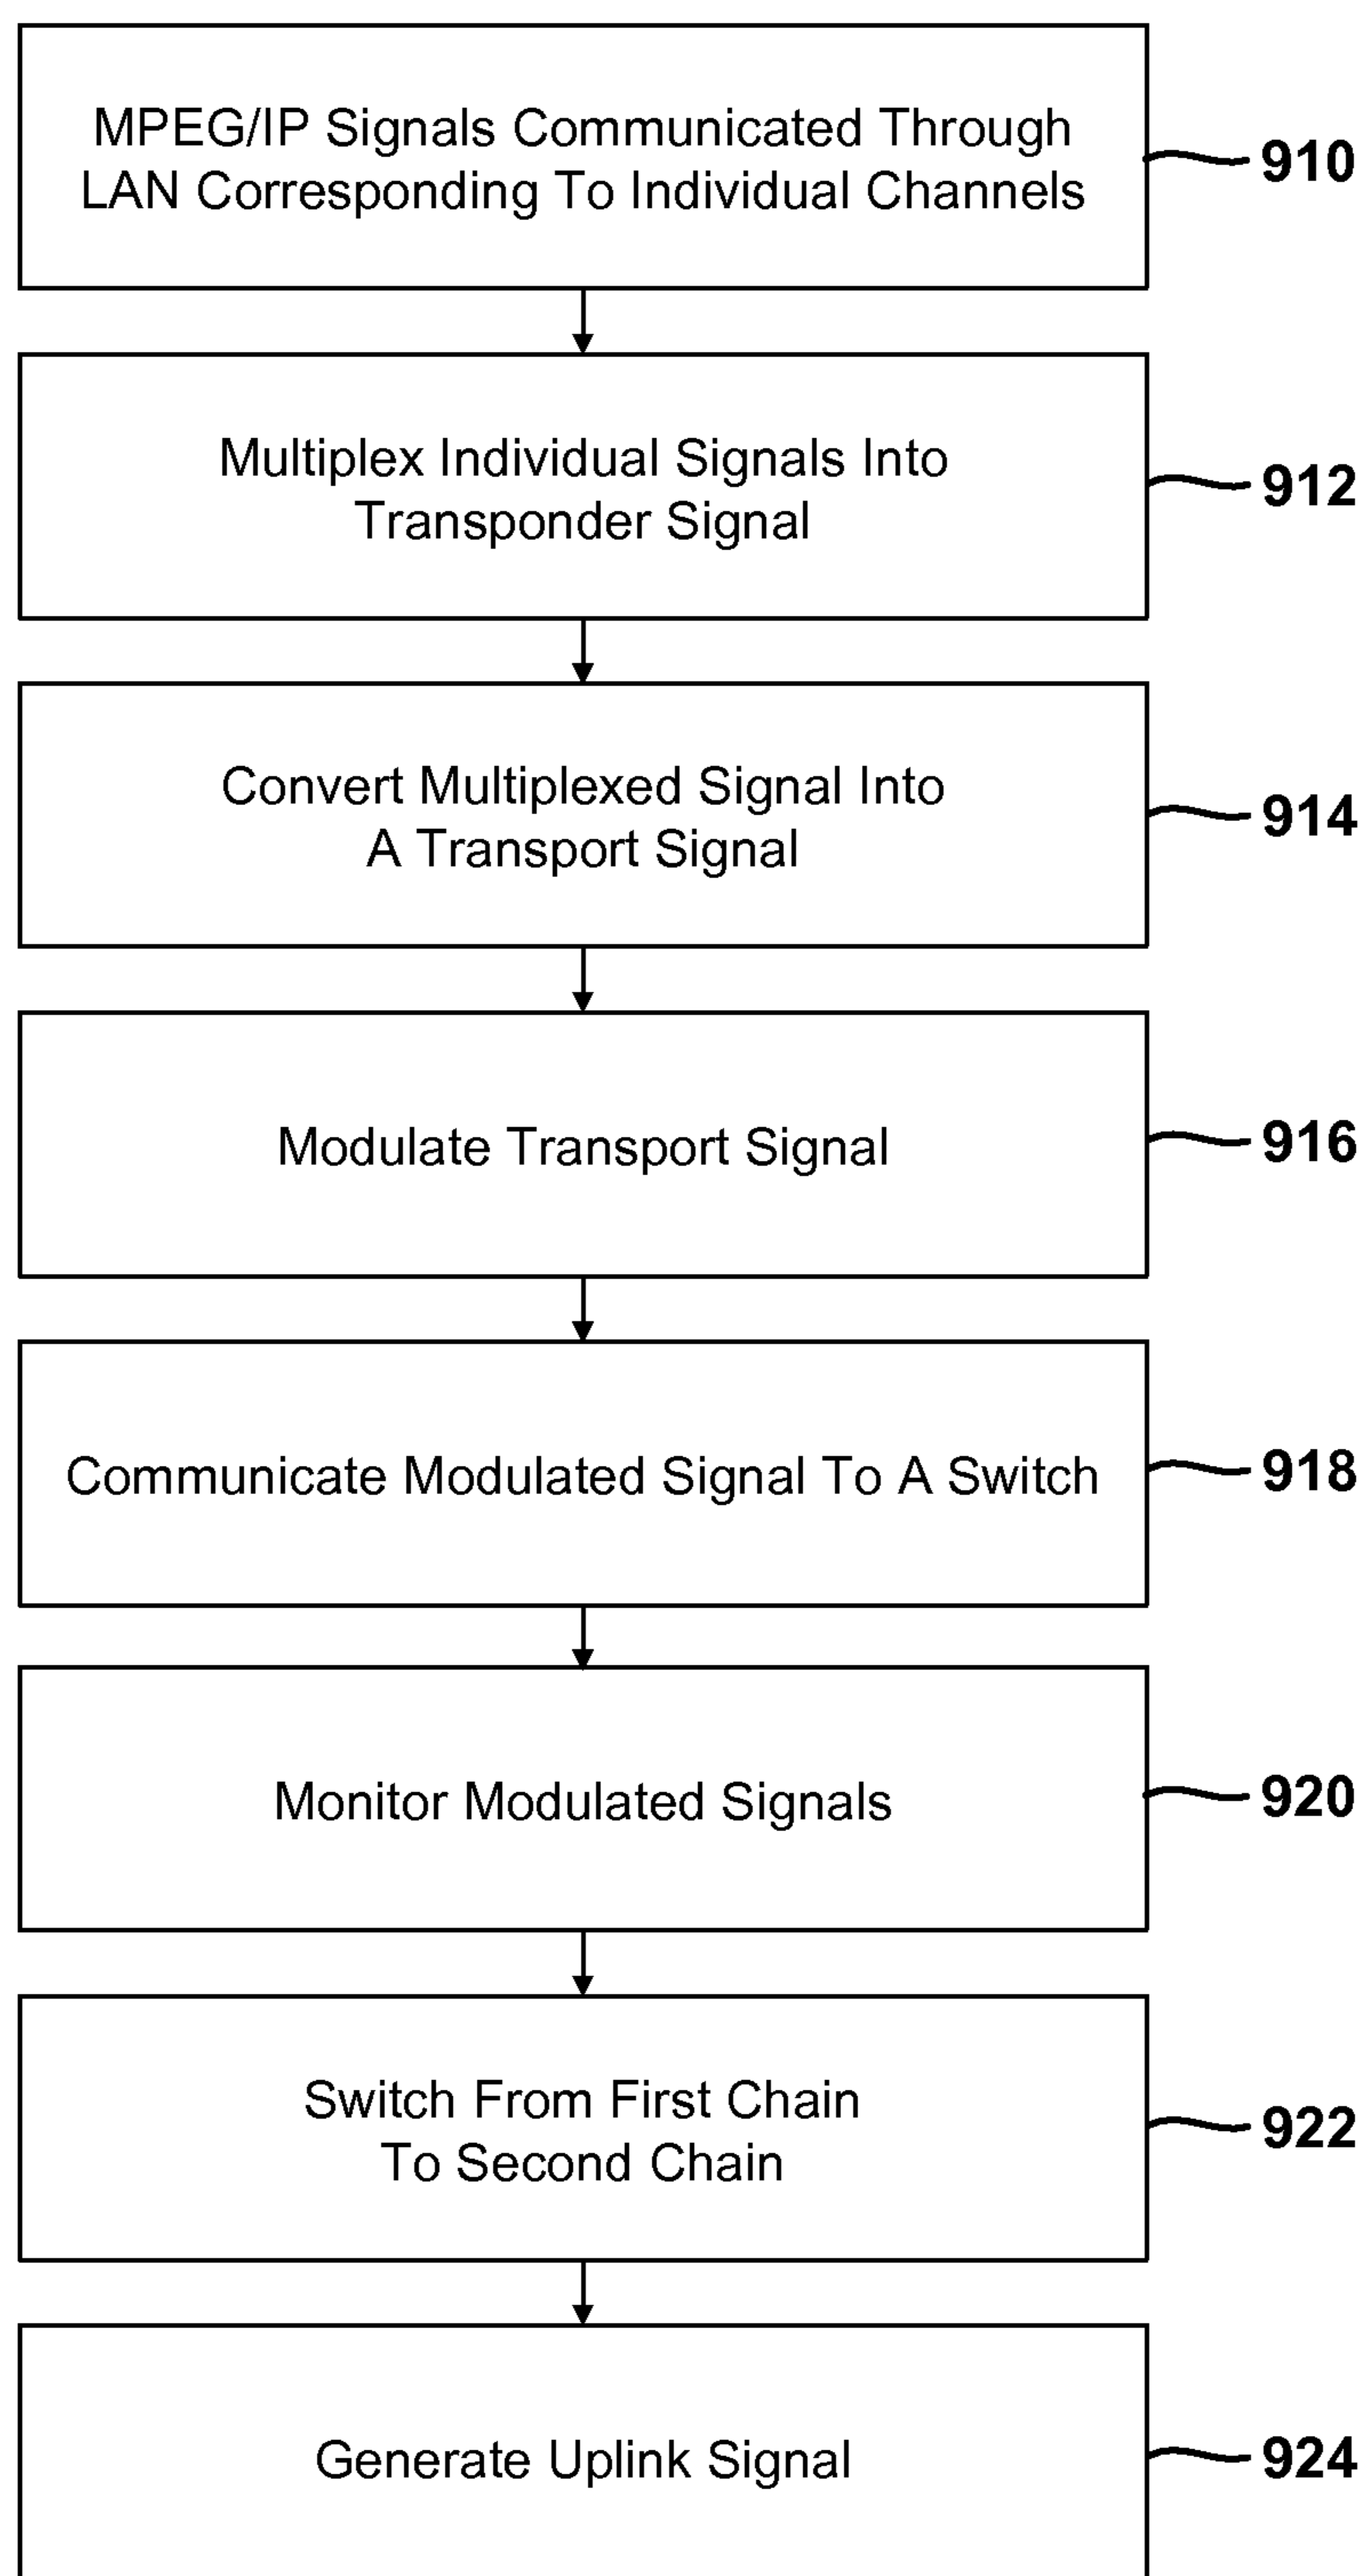 MPEG/IP Signals Communicated Through
LAN Corresponding To Individual Channels
910
Multiplex Individual Signals Into
Transponder Signal
912
Convert Multiplexed Signal Into
A Transport Signal
914
Modulate Transport Signal
916
Communicate Modulated Signal To A Switch
918
Monitor Modulated Signals
920
Switch From First Chain
To Second Chain
922
Generate Uplink Signal
924